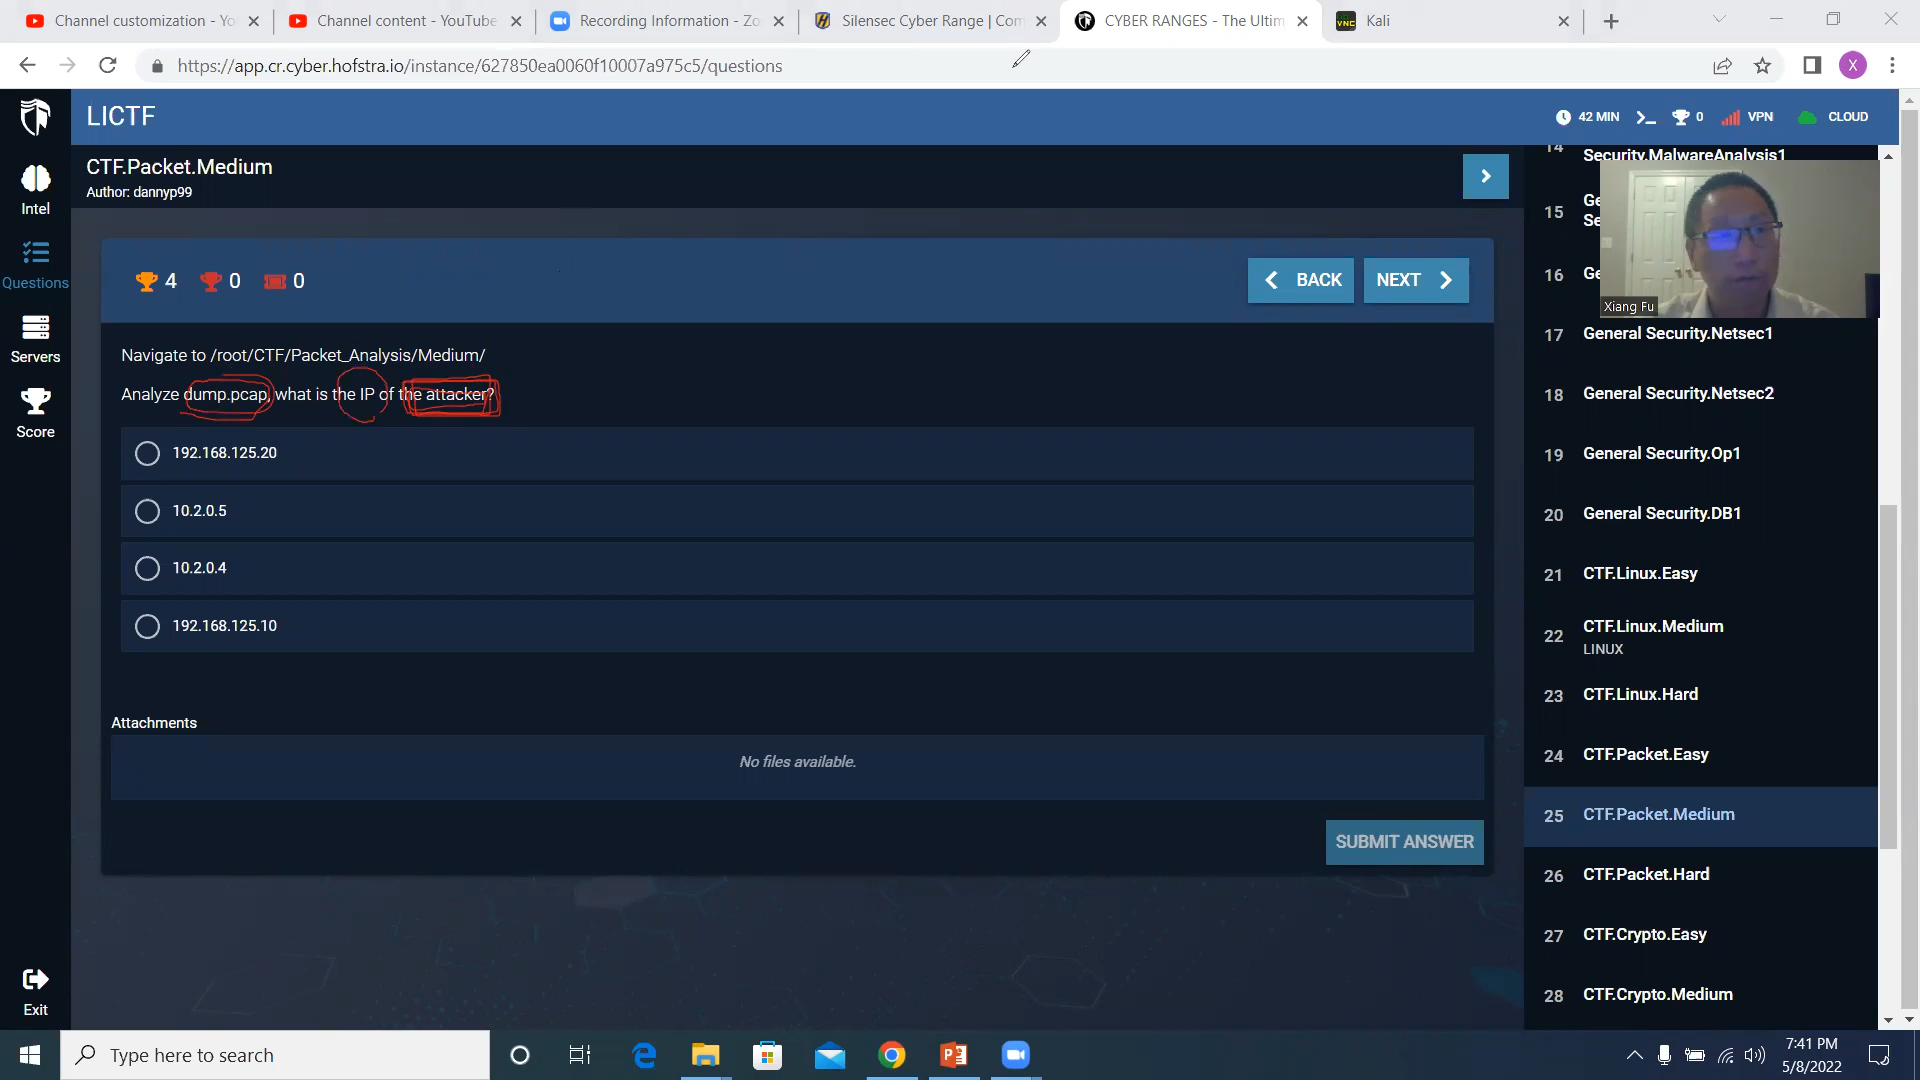 Channel customization - Yo
Channel content - YouTube
Recording Information - Zo
Silensec Cyber Range | Com
CYBER RANGES - The Ultim
VNC
Kali
https://app.cr.cyber.hofstra.io/instance/627850ea0060f10007a975c5/questions
X
LICTF
42 MIN
0
VPN
CLOUD
Intel
Questions
Servers
Score
Exit
CTF.Packet.Medium
Author: dannyp99
4
0
0
BACK
NEXT
Navigate to /root/CTF/Packet_Analysis/Medium/
Analyze dump.pcap, what is the IP of the attacker?
192.168.125.20
10.2.0.5
10.2.0.4
192.168.125.10
Attachments
No files available.
SUBMIT ANSWER
14 Security.MalwareAnalysis1
15 Ge
Se
16 Ge
Xiang Fu
17 General Security.Netsec1
18 General Security.Netsec2
19 General Security.Op1
20 General Security.DB1
21 CTF.Linux.Easy
22 CTF.Linux.Medium
LINUX
23 CTF.Linux.Hard
24 CTF.Packet.Easy
25 CTF.Packet.Medium
26 CTF.Packet.Hard
27 CTF.Crypto.Easy
28 CTF.Crypto.Medium
Type here to search
7:41 PM
5/8/2022